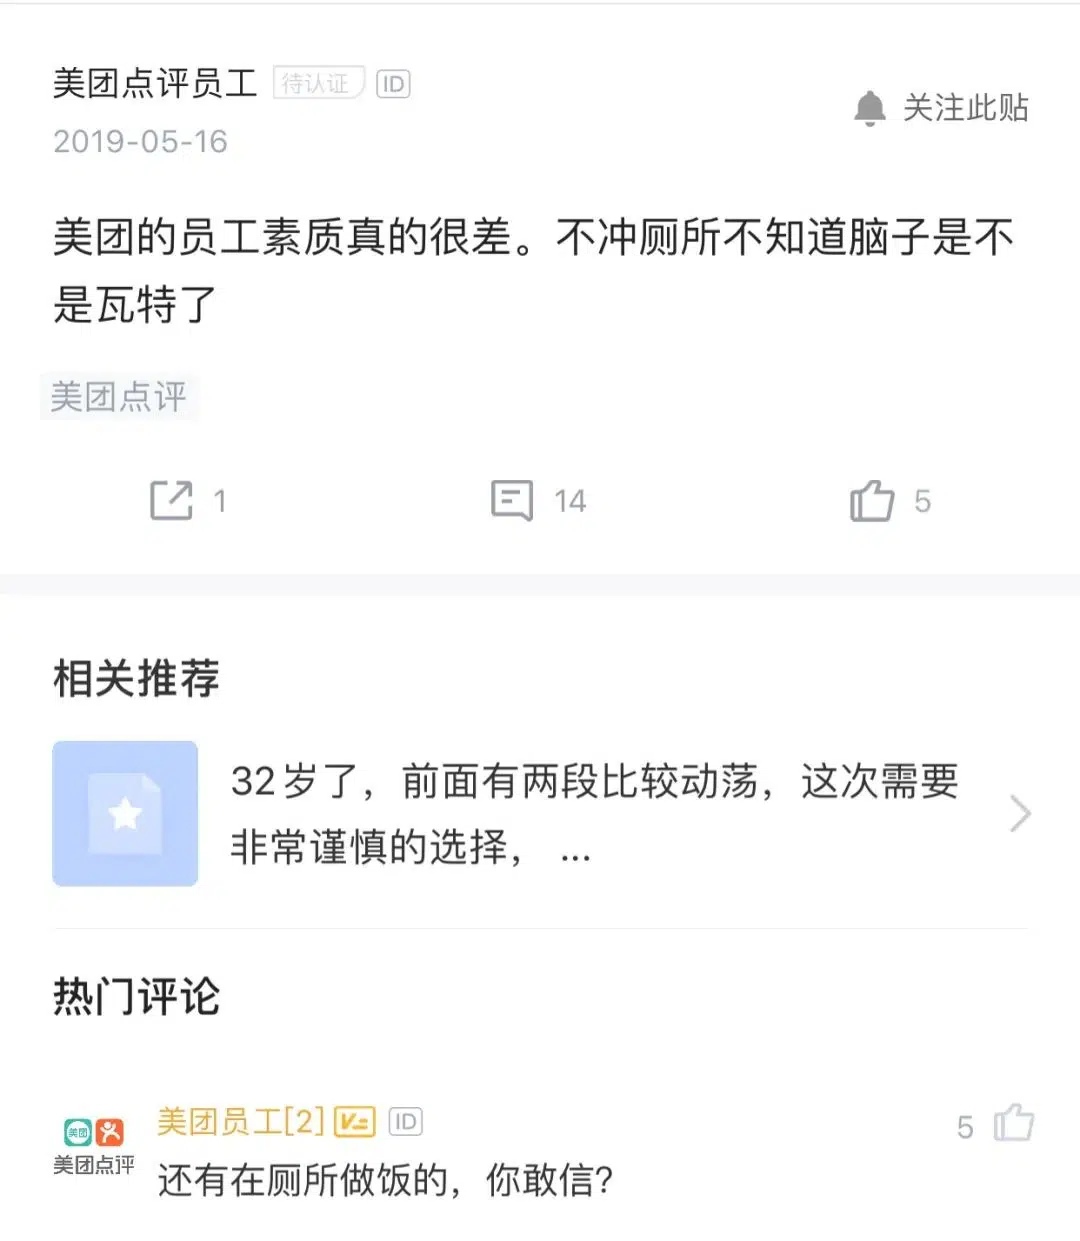 美团点评员工 待认证 ID
关注此贴
2019-05-16
美团的员工素质真的很差。不冲厕所不知道脑子是不
是瓦特了
美团点评
1 14 5
相关推荐
32岁了，前面有两段比较动荡，这次需要
非常谨慎的选择， ...
热门评论
美团员工[2] V= ID
5
美团
美团点评
还有在厕所做饭的，你敢信?